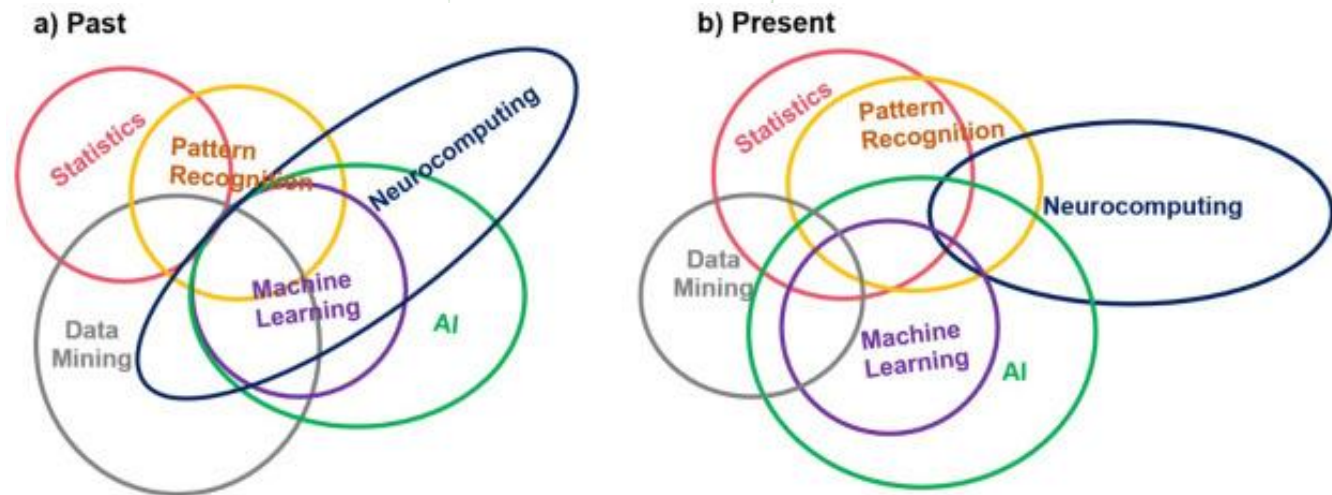 a) Past
Statistics
Pattern
Recognition
Neurocomputing
Machine
Learning
AI
Data
Mining
b) Present
Statistics
Pattern
Recognition
Neurocomputing
Data
Mining
Machine
Learning
AI